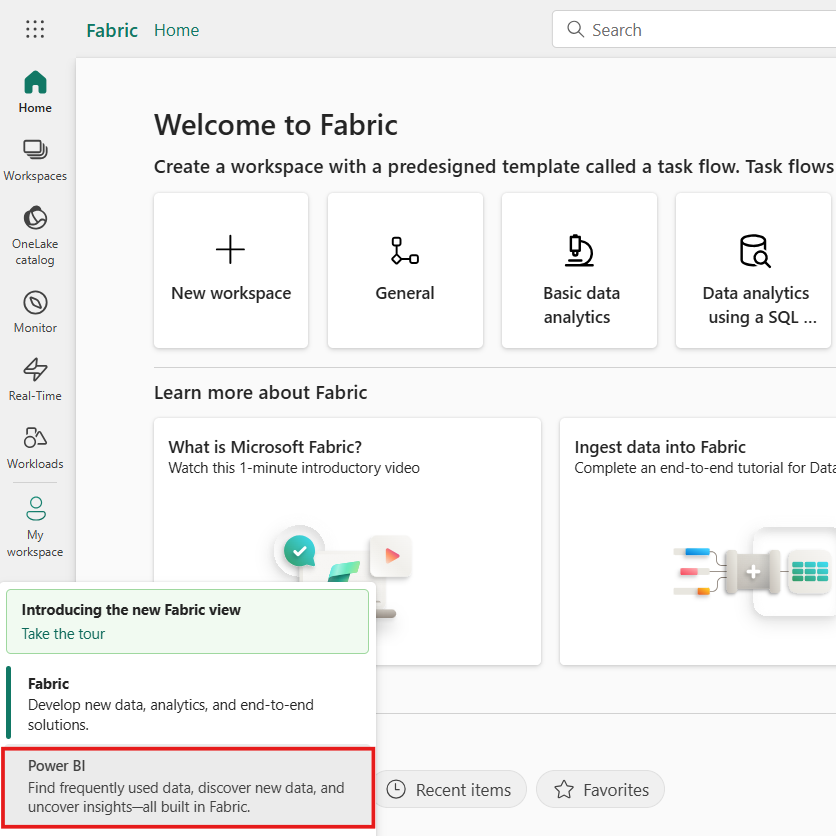 Fabric Home
Search
Home
Workspaces
OneLake
catalog
Monitor
Real-Time
Workloads
My
workspace
Welcome to Fabric
Create a workspace with a predesigned template called a task flow. Task flows
New workspace
General
Basic data
analytics
Data analytics
using a SQL ...
Learn more about Fabric
What is Microsoft Fabric?
Watch this 1-minute introductory video
Ingest data into Fabric
Complete an end-to-end tutorial for Data
Introducing the new Fabric view
Take the tour
Fabric
Develop new data, analytics, and end-to-end
solutions.
Power BI
Find frequently used data, discover new data, and
uncover insights—all built in Fabric.
Recent items
Favorites